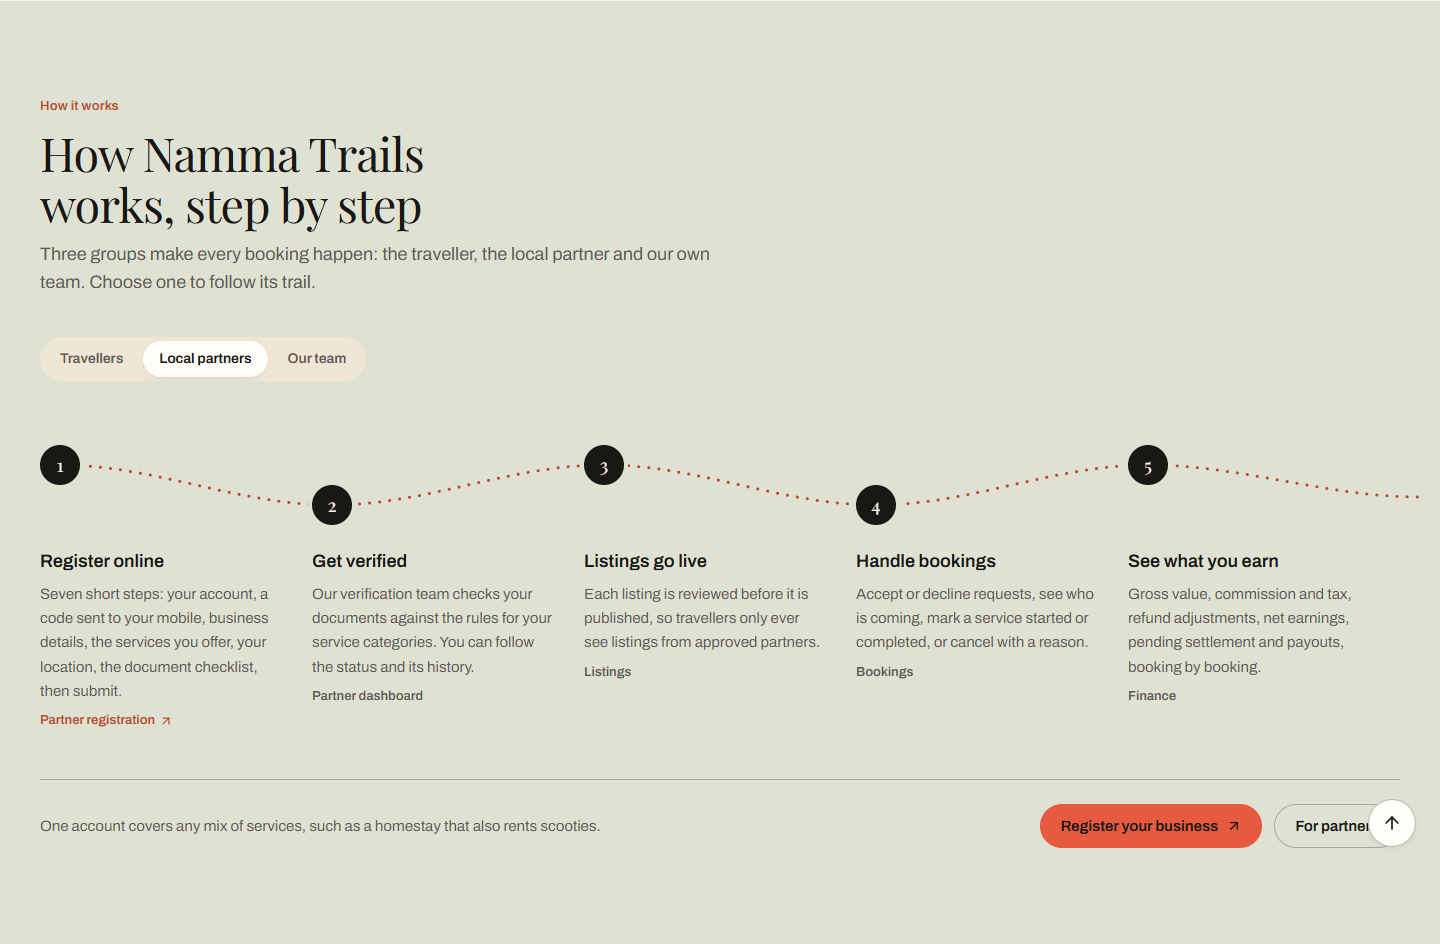 How it works
How Namma Trails
works, step by step
Three groups make every booking happen: the traveller, the local partner and our own
team. Choose one to follow its trail.
Travellers
Local partners
Our team
1
2
3
4
5
Register online
Seven short steps: your account, a
code sent to your mobile, business
details, the services you offer, your
location, the document checklist,
then submit.
Partner registration
Get verified
Our verification team checks your
documents against the rules for your
service categories. You can follow
the status and its history.
Partner dashboard
Listings go live
Each listing is reviewed before it is
published, so travellers only ever
see listings from approved partners.
Listings
Handle bookings
Accept or decline requests, see who
is coming, mark a service started or
completed, or cancel with a reason.
Bookings
See what you earn
Gross value, commission and tax,
refund adjustments, net earnings,
pending settlement and payouts,
booking by booking.
Finance
One account covers any mix of services, such as a homestay that also rents scooties.
Register your business
For